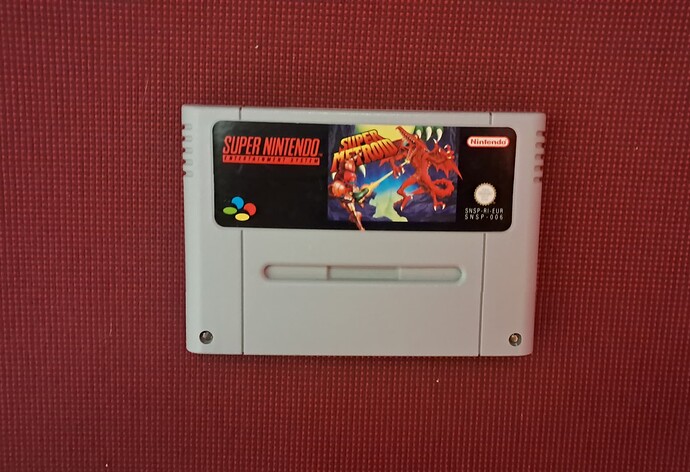 SUPER NINTENDO
ENTERTAINMENT SYSTEM
SUPER
METROID
Nintendo
SNSP-RI-EUR
SNSP-006